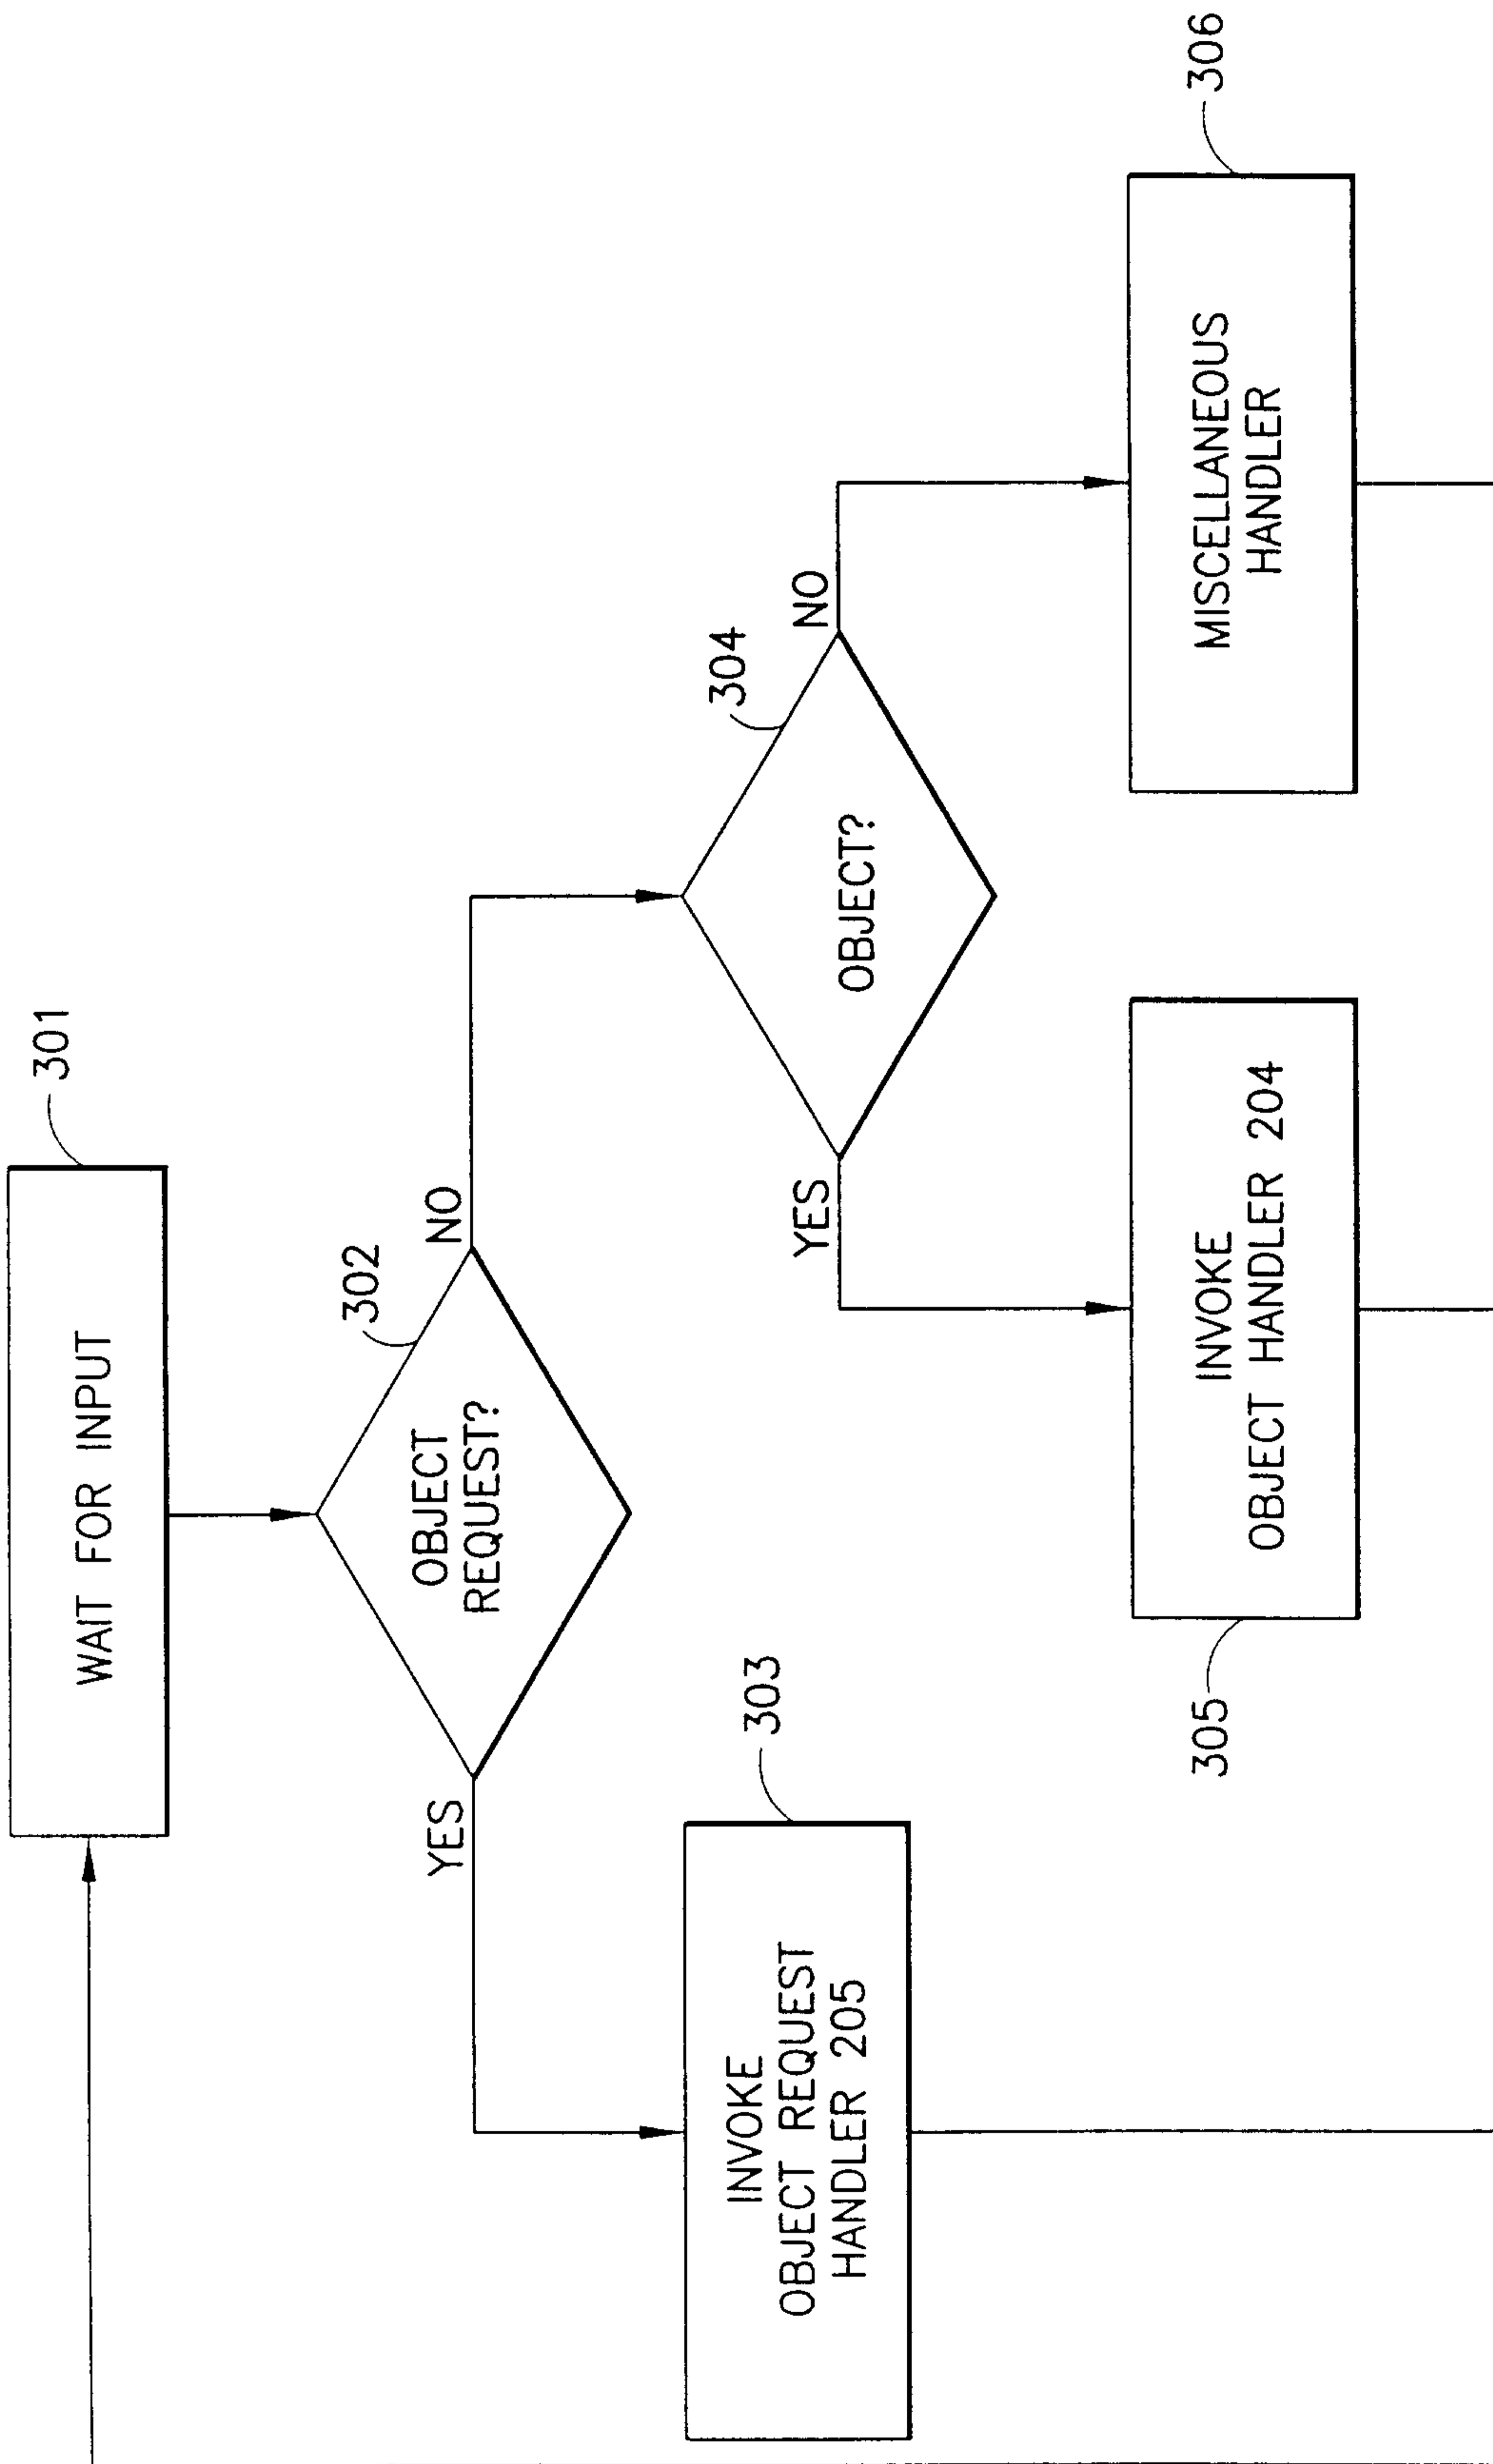 301
WAIT FOR INPUT
302
OBJECT
REQUEST?
YES
NO
303
INVOKE
OBJECT REQUEST
HANDLER 205
304
OBJECT?
YES
NO
305
INVOKE
OBJECT HANDLER 204
306
MISCELLANEOUS
HANDLER